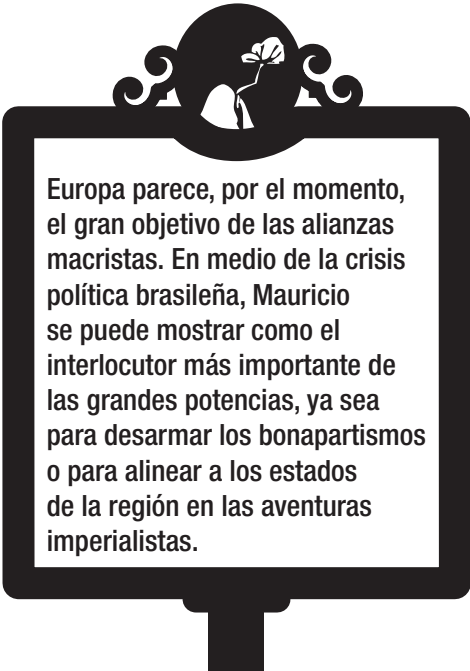 Europa parece, por el momento,
el gran objetivo de las alianzas
macristas. En medio de la crisis
política brasileña, Mauricio
se puede mostrar como el
interlocutor más importante de
las grandes potencias, ya sea
para desarmar los bonapartismos
o para alinear a los estados
de la región en las aventuras
imperialistas.